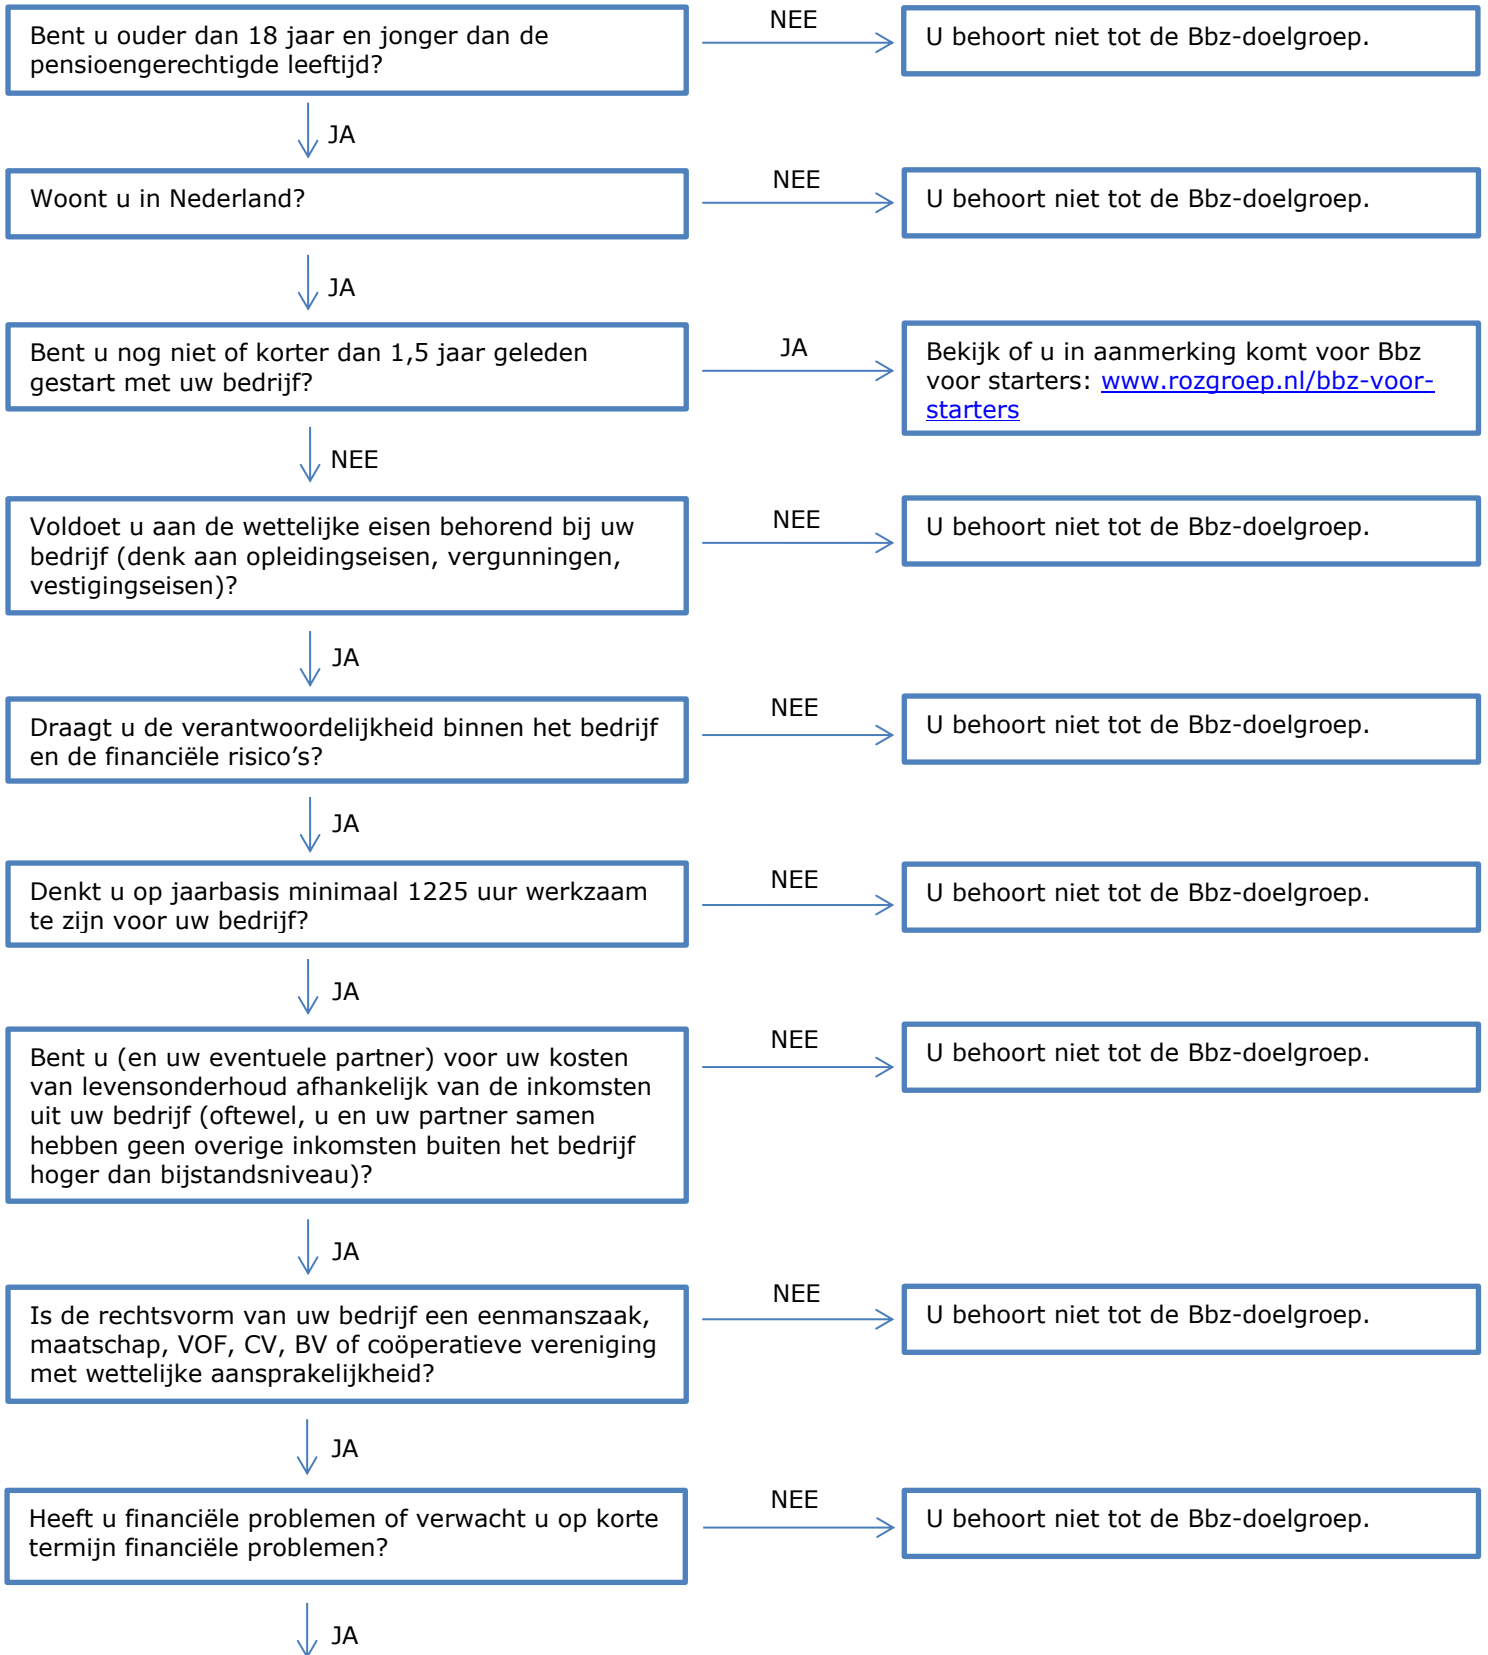 Bent u ouder dan 18 jaar en jonger dan de
pensioengerechtigde leeftijd?
NEE
U behoort niet tot de Bbz-doelgroep.
JA
Woont u in Nederland?
NEE
U behoort niet tot de Bbz-doelgroep.
JA
Bent u nog niet of korter dan 1,5 jaar geleden
gestart met uw bedrijf?
JA
Bekijk of u in aanmerking komt voor Bbz
voor starters: www.rozgroep.nl/bbz-voor-
starters
NEE
Voldoet u aan de wettelijke eisen behorend bij uw
bedrijf (denk aan opleidingseisen, vergunningen,
vestigingseisen)?
NEE
U behoort niet tot de Bbz-doelgroep.
JA
Draagt u de verantwoordelijkheid binnen het bedrijf
en de financiële risico’s?
NEE
U behoort niet tot de Bbz-doelgroep.
JA
Denkt u op jaarbasis minimaal 1225 uur werkzaam
te zijn voor uw bedrijf?
NEE
U behoort niet tot de Bbz-doelgroep.
JA
Bent u (en uw eventuele partner) voor uw kosten
van levensonderhoud afhankelijk van de inkomsten
uit uw bedrijf (oftewel, u en uw partner samen
hebben geen overige inkomsten buiten het bedrijf
hoger dan bijstandsniveau)?
NEE
U behoort niet tot de Bbz-doelgroep.
JA
Is de rechtsvorm van uw bedrijf een eenmanszaak,
maatschap, VOF, CV, BV of coöperatieve vereniging
met wettelijke aansprakelijkheid?
NEE
U behoort niet tot de Bbz-doelgroep.
JA
Heeft u financiële problemen of verwacht u op korte
termijn financiële problemen?
NEE
U behoort niet tot de Bbz-doelgroep.
JA